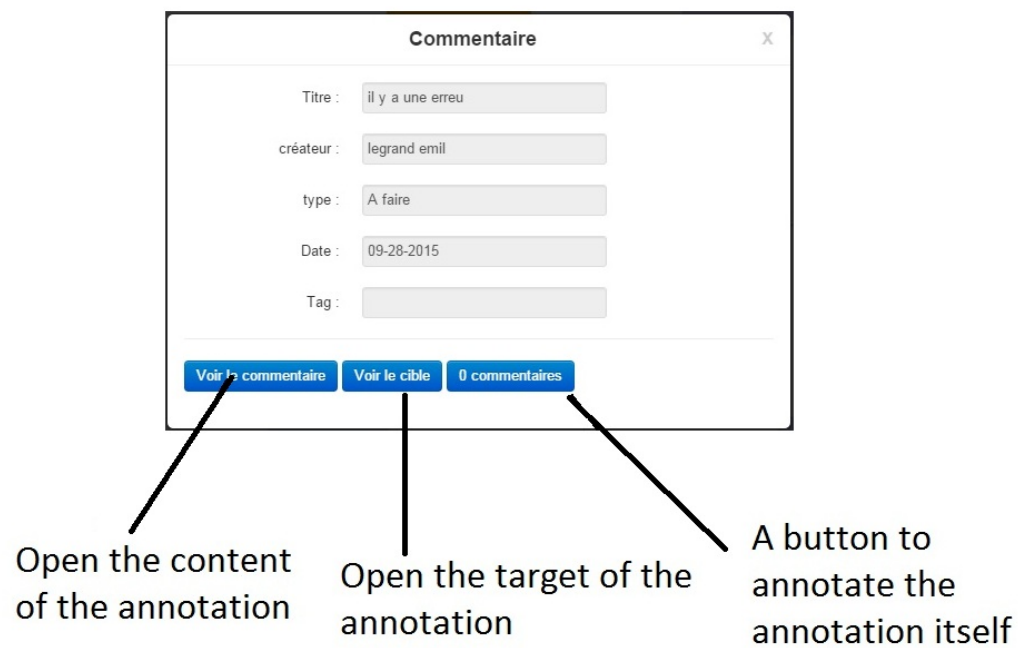 Commentaire X
Titre : il y a une erreu
créateur : legrand emil
type : A faire
Date : 09-28-2015
Tag :
Voir le commentaire Voir le cible 0 commentaires
Open the content
of the annotation
Open the target of the
annotation
A button to
annotate the
annotation itself